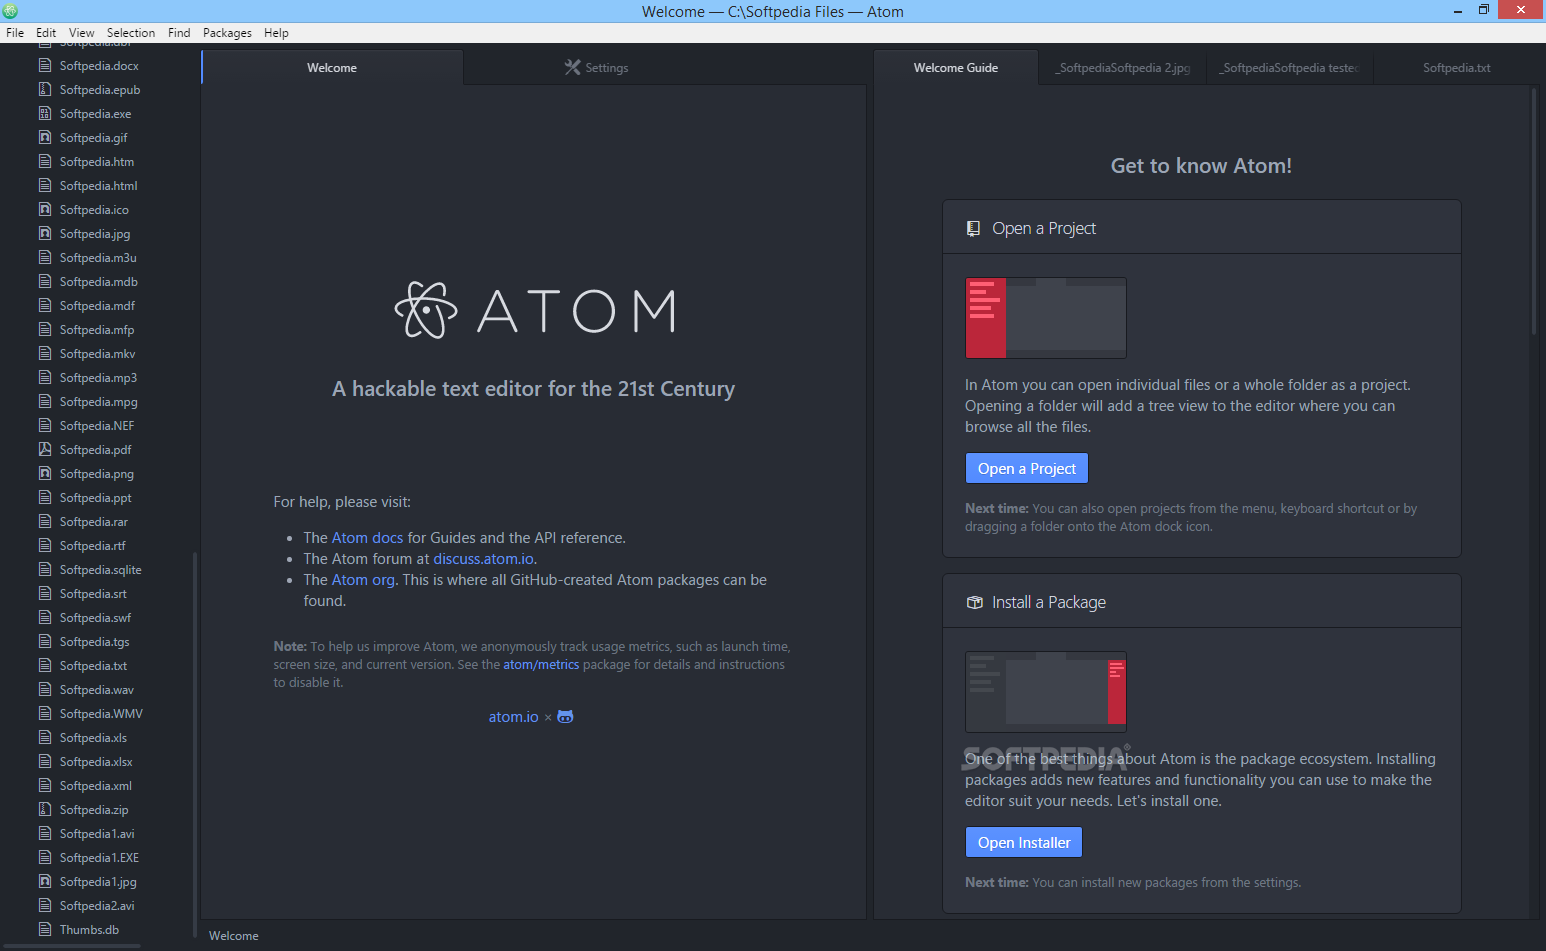 Welcome — C:\Softpedia Files — Atom
File Edit View Selection Find Packages Help
Softpedia.docx
Softpedia.epub
Softpedia.exe
Softpedia.gif
Softpedia.htm
Softpedia.html
Softpedia.ico
Softpedia.jpg
Softpedia.m3u
Softpedia.mdb
Softpedia.mdf
Softpedia.mfp
Softpedia.mkv
Softpedia.mp3
Softpedia.mpg
Softpedia.NEF
Softpedia.pdf
Softpedia.png
Softpedia.ppt
Softpedia.rar
Softpedia.rtf
Softpedia.sqlite
Softpedia.srt
Softpedia.swf
Softpedia.tgs
Softpedia.txt
Softpedia.wav
Softpedia.WMV
Softpedia.xls
Softpedia.xlsx
Softpedia.xml
Softpedia.zip
Softpedia1.avi
Softpedia1.EXE
Softpedia1.jpg
Softpedia2.avi
Thumbs.db
Welcome
Settings
ATOM
A hackable text editor for the 21st Century
For help, please visit:
• The Atom docs for Guides and the API reference.
• The Atom forum at discuss.atom.io.
• The Atom org. This is where all GitHub-created Atom packages can be
found.
Note: To help us improve Atom, we anonymously track usage metrics, such as launch time,
screen size, and current version. See the atom/metrics package for details and instructions
to disable it.
atom.io ×
Welcome Guide
_SoftpediaSoftpedia 2.jpg
_SoftpediaSoftpedia tested
Softpedia.txt
Get to know Atom!
Open a Project
In Atom you can open individual files or a whole folder as a project.
Opening a folder will add a tree view to the editor where you can
browse all the files.
Open a Project
Next time: You can also open projects from the menu, keyboard shortcut or by
dragging a folder onto the Atom dock icon.
Install a Package
SOFTPEDIA®
One of the best things about Atom is the package ecosystem. Installing
packages adds new features and functionality you can use to make the
editor suit your needs. Let's install one.
Open Installer
Next time: You can install new packages from the settings.
Welcome